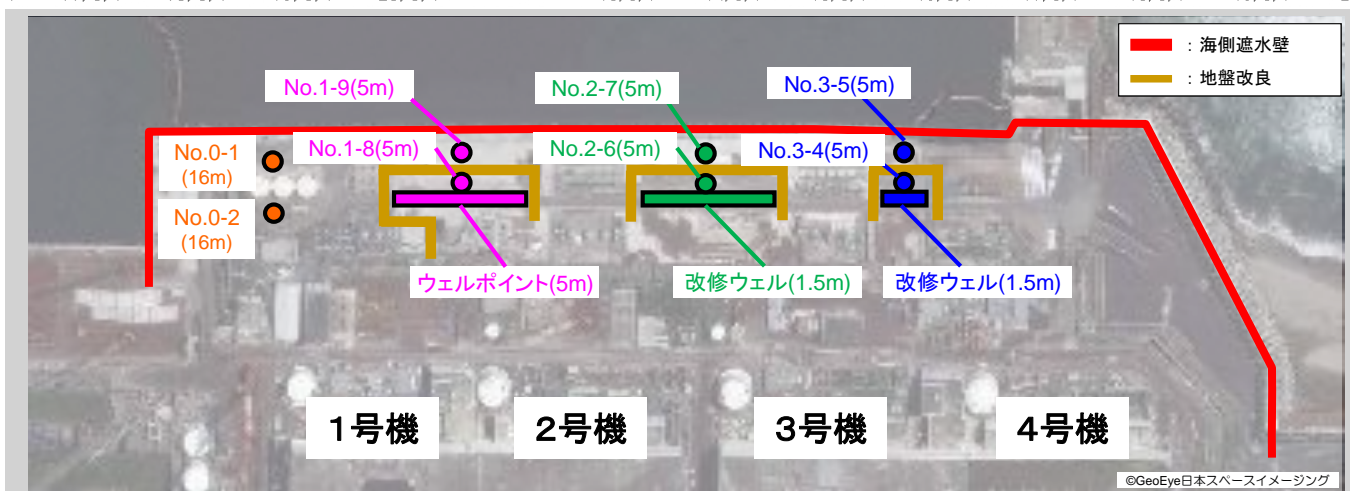 ：海側遮水壁
：地盤改良
No.1-9(5m)
No.2-7(5m)
No.3-5(5m)
No.0-1
(16m)
No.1-8(5m)
No.2-6(5m)
No.3-4(5m)
No.0-2
(16m)
ウェルポイント(5m)
改修ウェル(1.5m)
改修ウェル(1.5m)
1号機
2号機
3号機
4号機
©GeoEye日本スペースイメージング